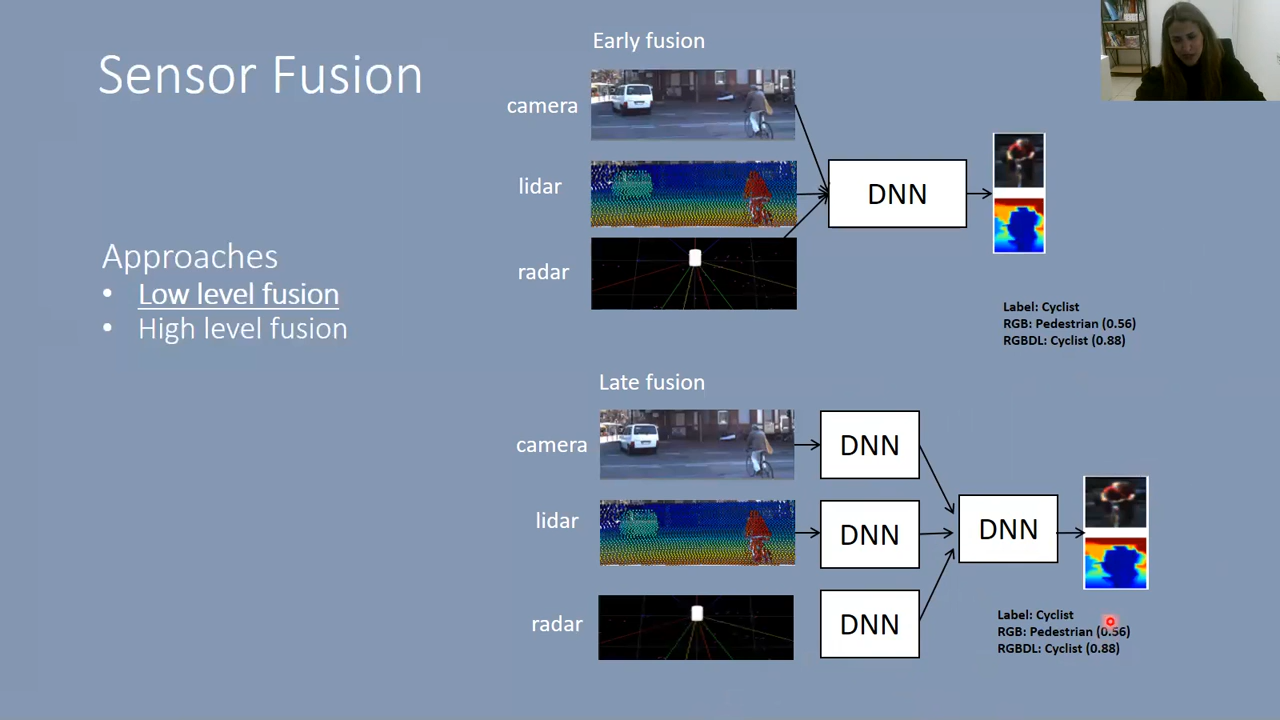 Sensor Fusion
Approaches
• Low level fusion
• High level fusion
Early fusion
camera
lidar
radar
DNN
Label: Cyclist
RGB: Pedestrian (0.56)
RGBDL: Cyclist (0.88)
Late fusion
camera
DNN
lidar
DNN
DNN
radar
DNN
Label: Cyclist
RGB: Pedestrian (0.56)
RGBDL: Cyclist (0.88)